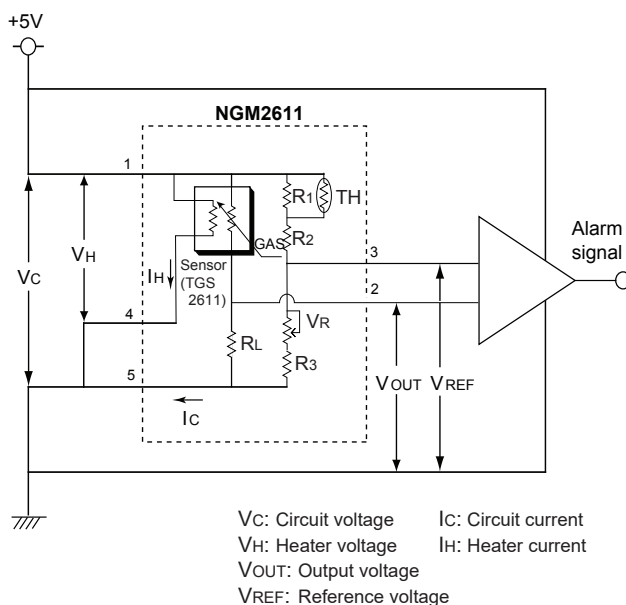 +5V
NGM2611
1
R1
TH
R2
GAS
Sensor
(TGS
2611)
VH
VC
IH
3
2
4
VR
RL
R3
5
IC
VOUT
VREF
Alarm
signal
VC: Circuit voltage IC: Circuit current
VH: Heater voltage IH: Heater current
VOUT: Output voltage
VREF: Reference voltage